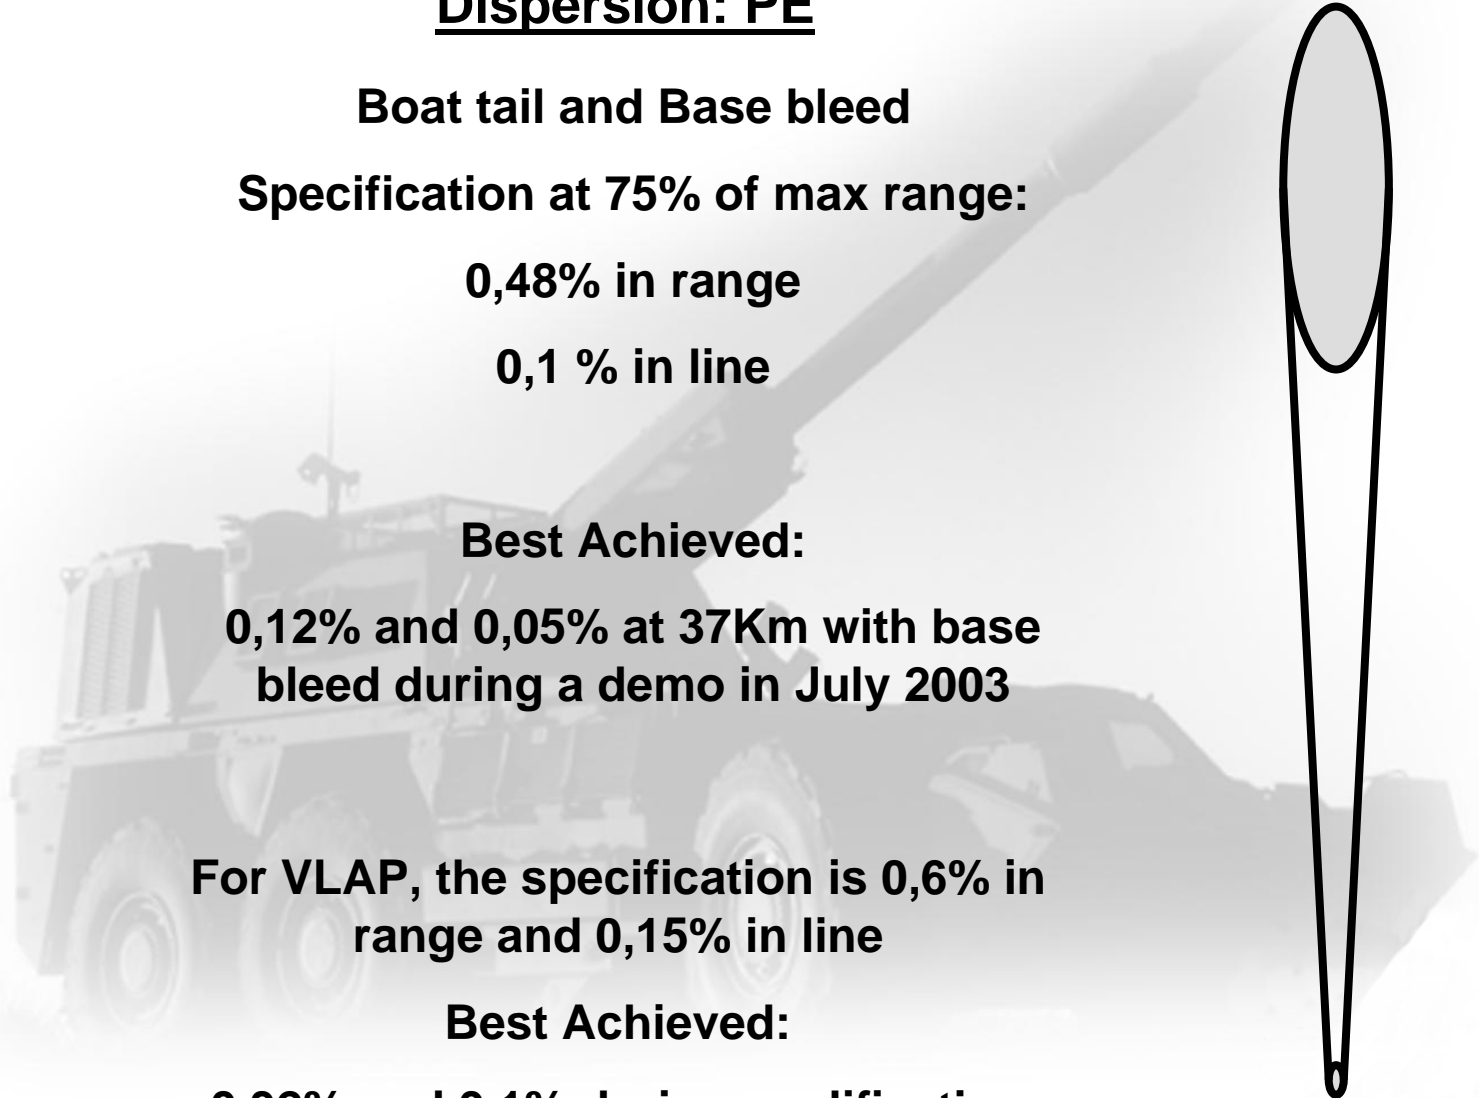 Dispersion: PE
Boat tail and Base bleed
Specification at 75% of max range:
0,48% in range
0,1 % in line
Best Achieved:
0,12% and 0,05% at 37Km with base
bleed during a demo in July 2003
For VLAP, the specification is 0,6% in
range and 0,15% in line
Best Achieved: